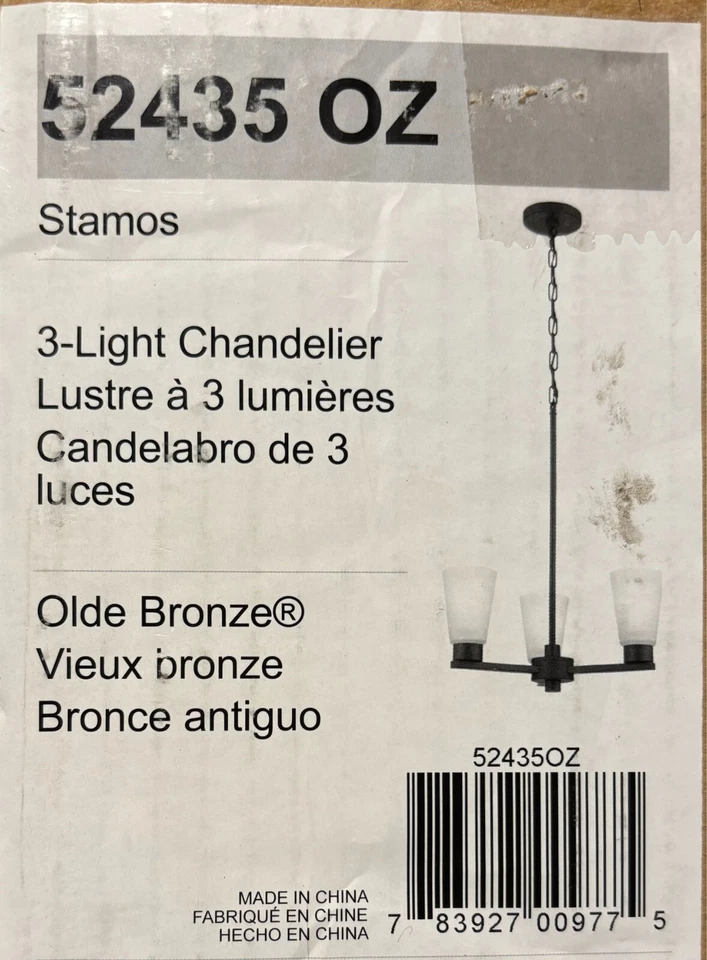 52435 OZ
Stamos
3-Light Chandelier
Lustre à 3 lumières
Candelabro de 3
luces
Olde Bronze®
Vieux bronze
Bronce antiguo
52435OZ
MADE IN CHINA
FABRIQUÉ EN CHINE
HECHO EN CHINA
7 83927 00977 5